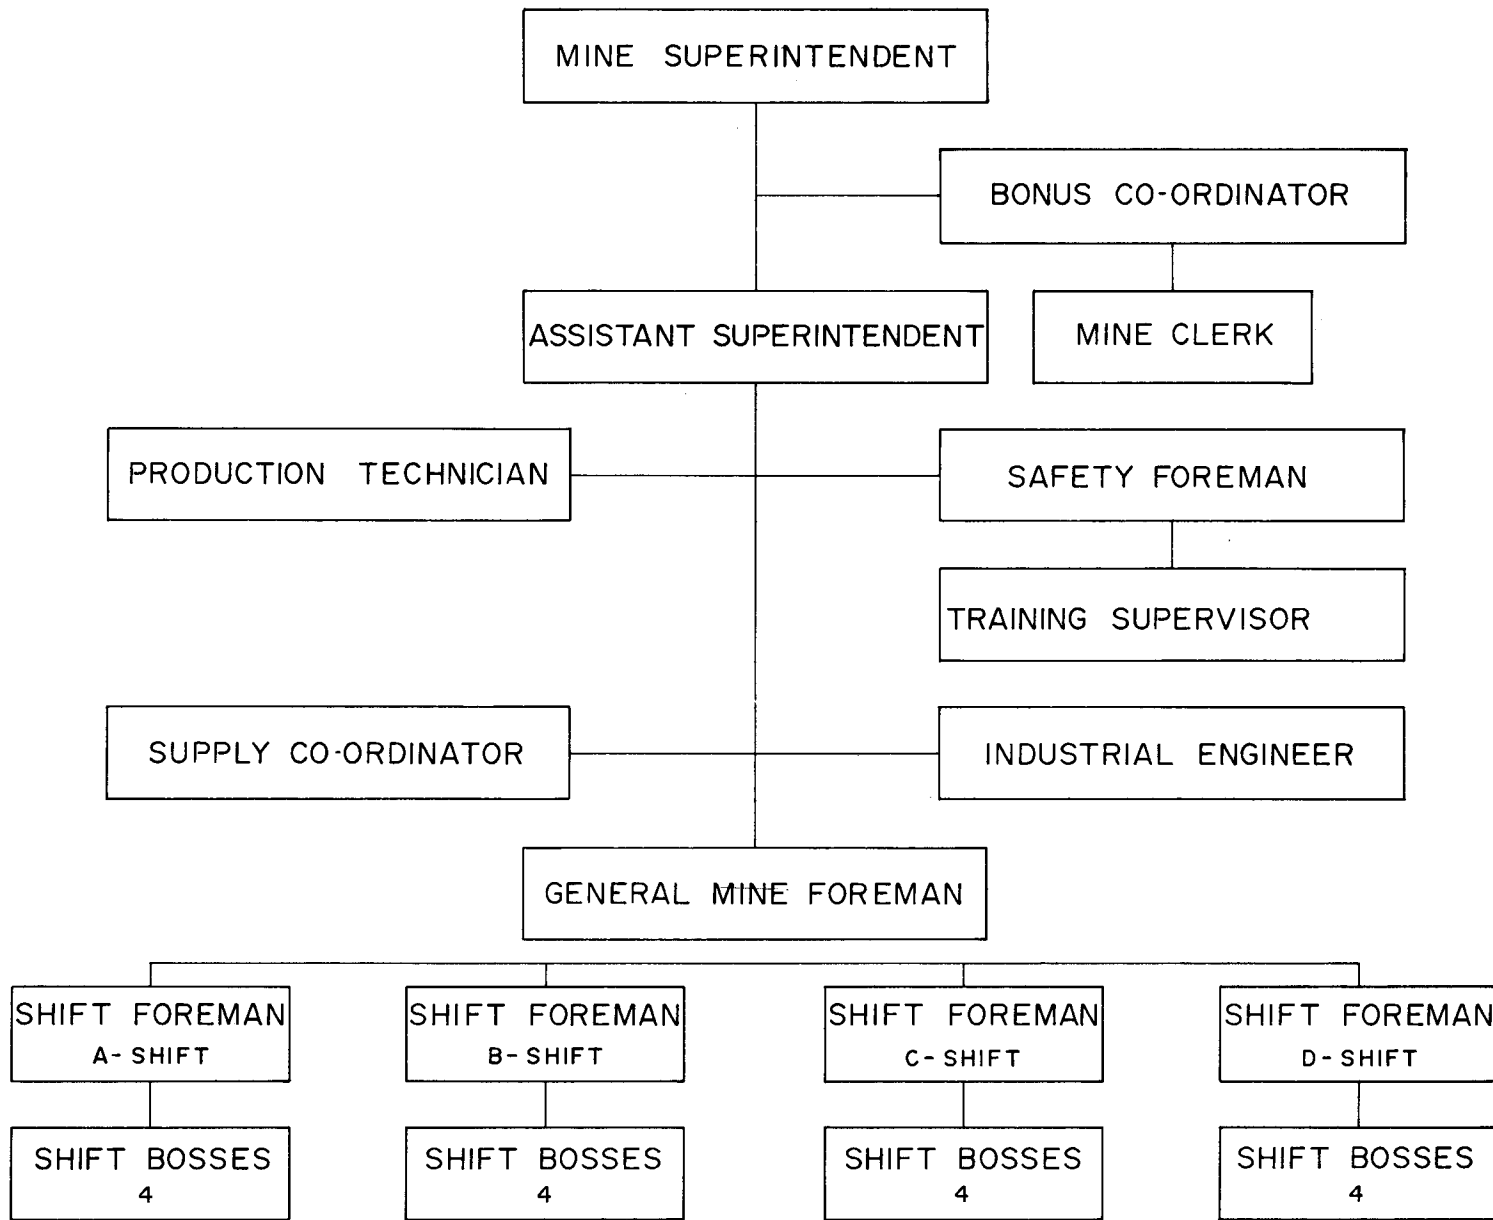 MINE SUPERINTENDENT
BONUS CO-ORDINATOR
ASSISTANT SUPERINTENDENT
MINE CLERK
PRODUCTION TECHNICIAN
SAFETY FOREMAN
TRAINING SUPERVISOR
SUPPLY CO-ORDINATOR
INDUSTRIAL ENGINEER
GENERAL MINE FOREMAN
SHIFT FOREMAN
A-SHIFT
SHIFT FOREMAN
B-SHIFT
SHIFT FOREMAN
C-SHIFT
SHIFT FOREMAN
D-SHIFT
SHIFT BOSSES
4
SHIFT BOSSES
4
SHIFT BOSSES
4
SHIFT BOSSES
4